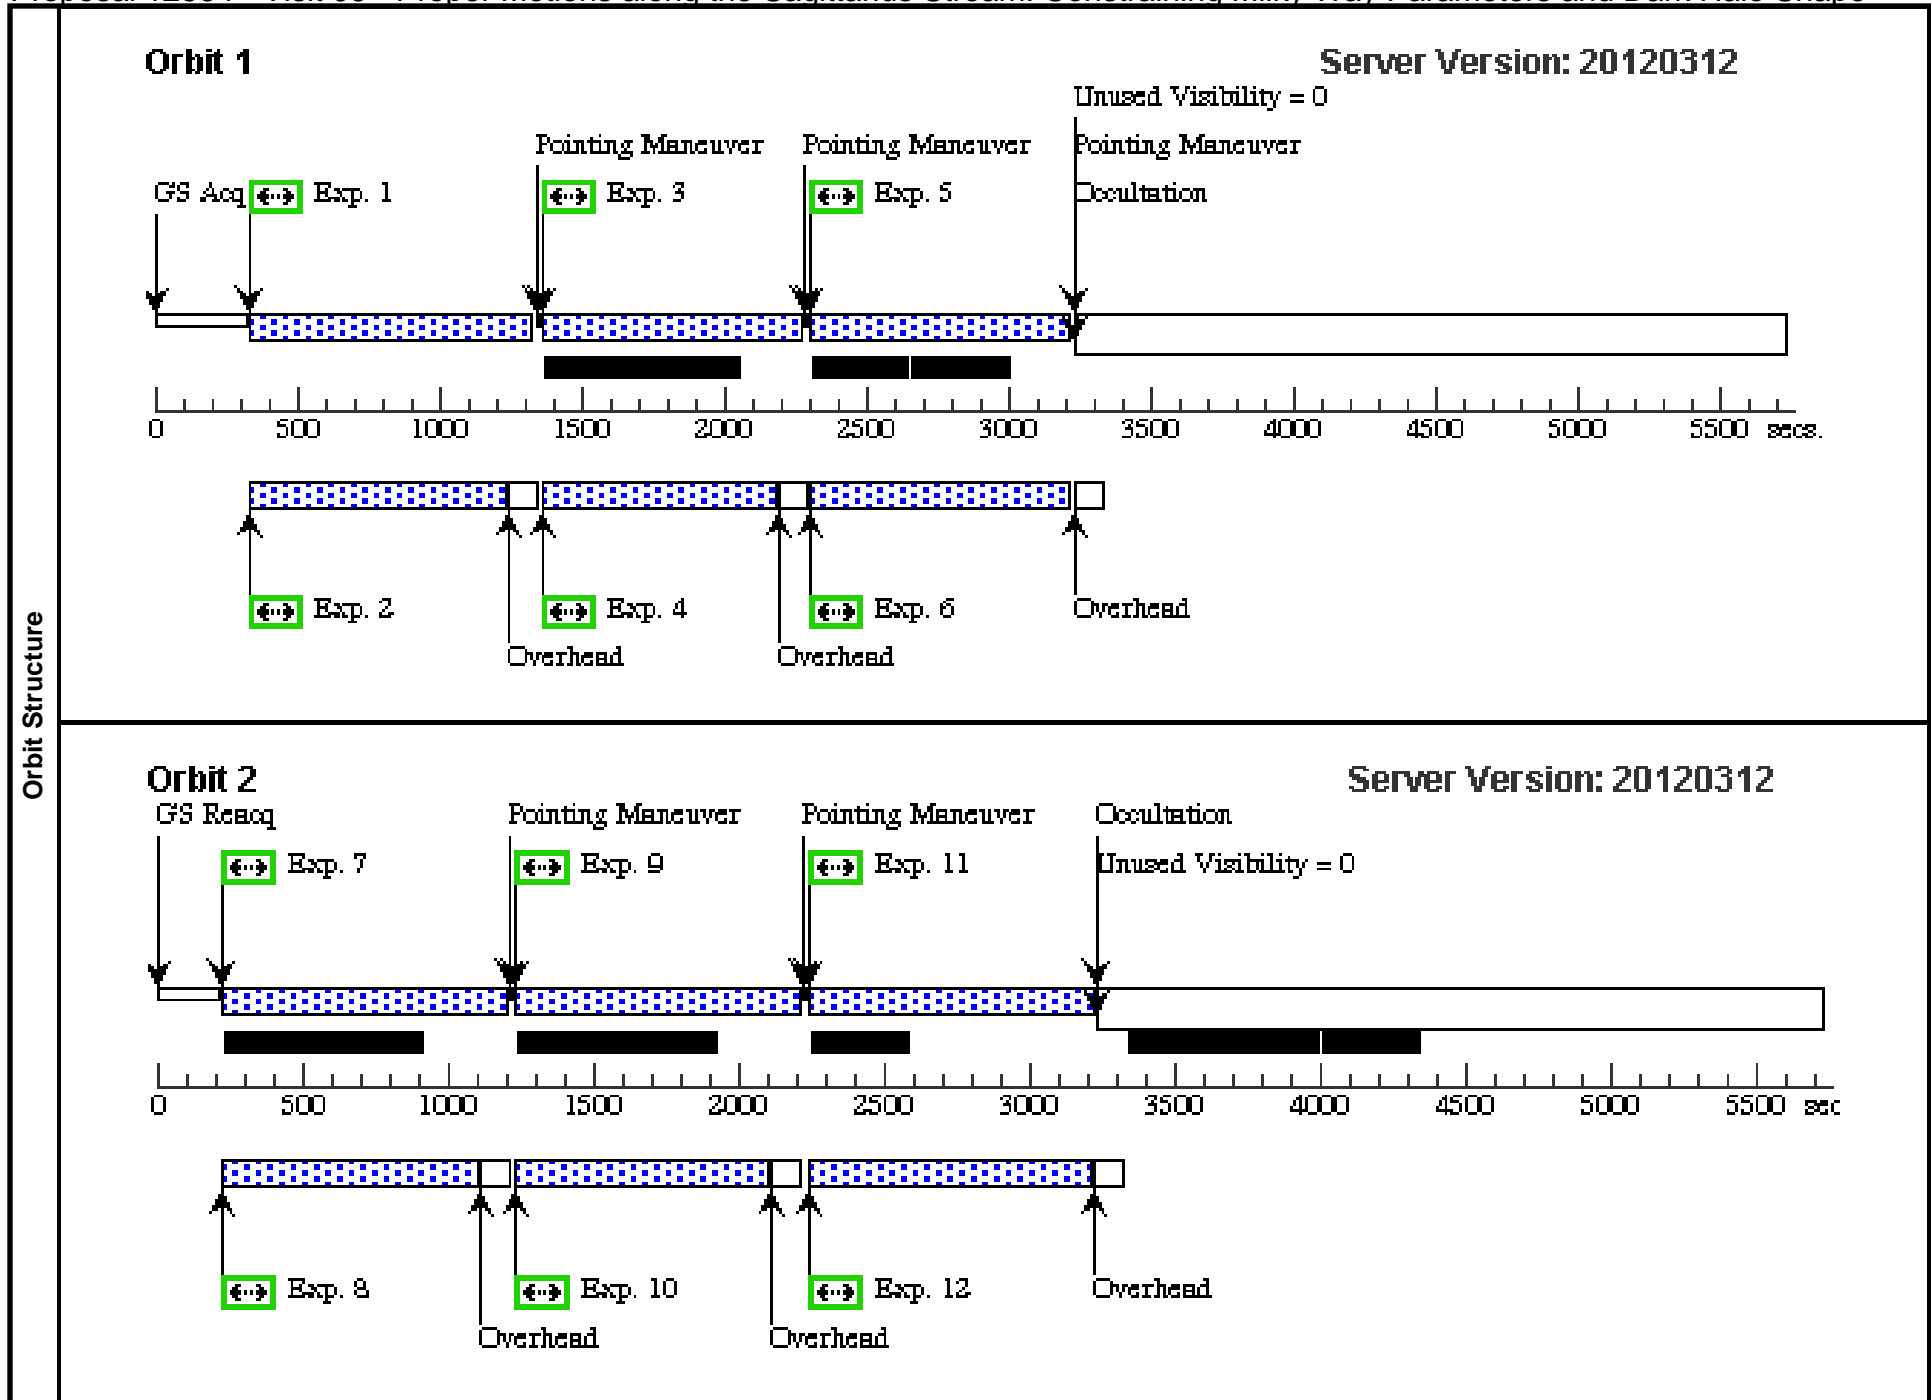 Orbit Structure
Orbit 1
Server Version: 20120312
Unused Visibility = 0
Pointing Maneuver
Pointing Maneuver
Pointing Maneuver
GS Acq
Exp. 1
Exp. 3
Exp. 5
Occultation
0 500 1000 1500 2000 2500 3000 3500 4000 4500 5000 5500 secs.
Exp. 2
Exp. 4
Exp. 6
Overhead
Overhead
Overhead
Orbit 2
Server Version: 20120312
GS Reacq
Pointing Maneuver
Pointing Maneuver
Occultation
Exp. 7
Exp. 9
Exp. 11
Unused Visibility = 0
0 500 1000 1500 2000 2500 3000 3500 4000 4500 5000 5500 sec
Exp. 8
Exp. 10
Exp. 12
Overhead
Overhead
Overhead